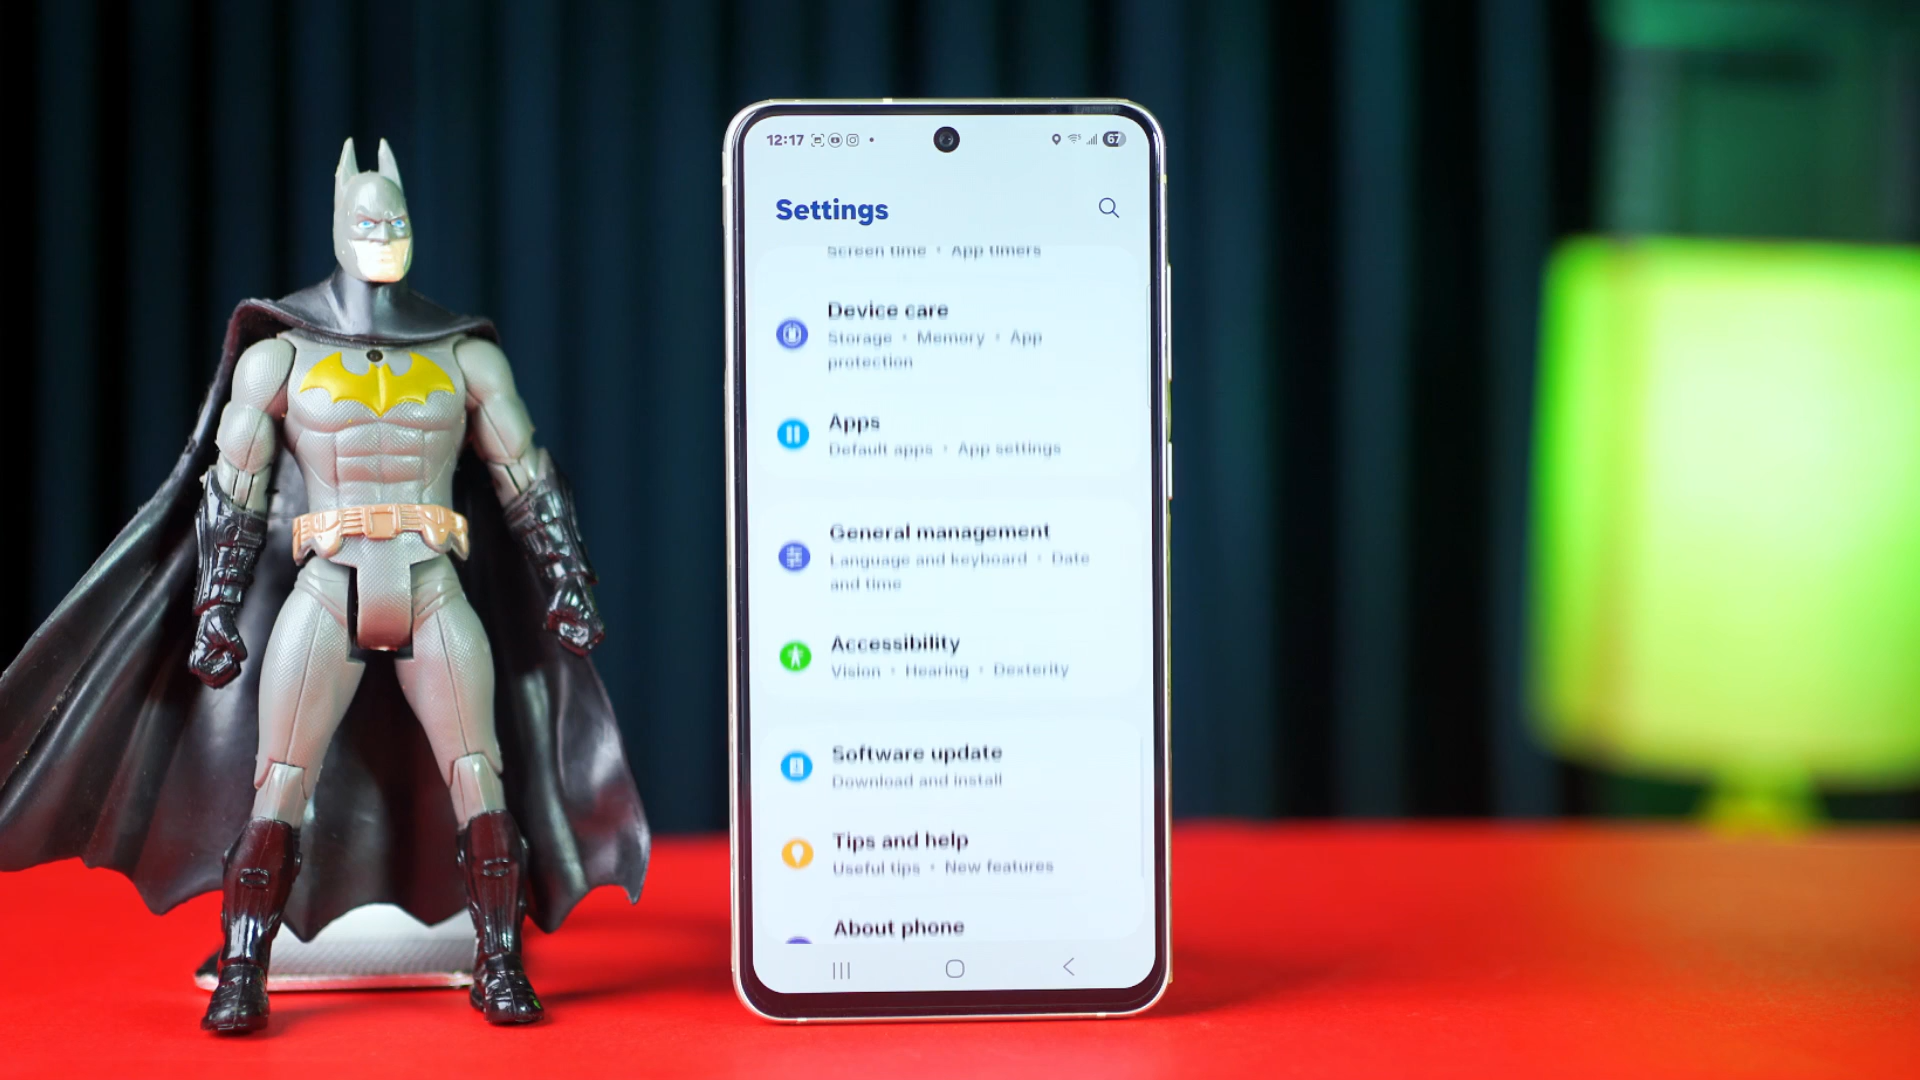 12:17
67
Settings
Screen time • App timers
Device care
Storage • Memory • App
protection
Apps
Default apps • App settings
General management
Language and keyboard • Date
and time
Accessibility
Vision • Hearing • Dexterity
Software update
Download and install
Tips and help
Useful tips • New features
About phone